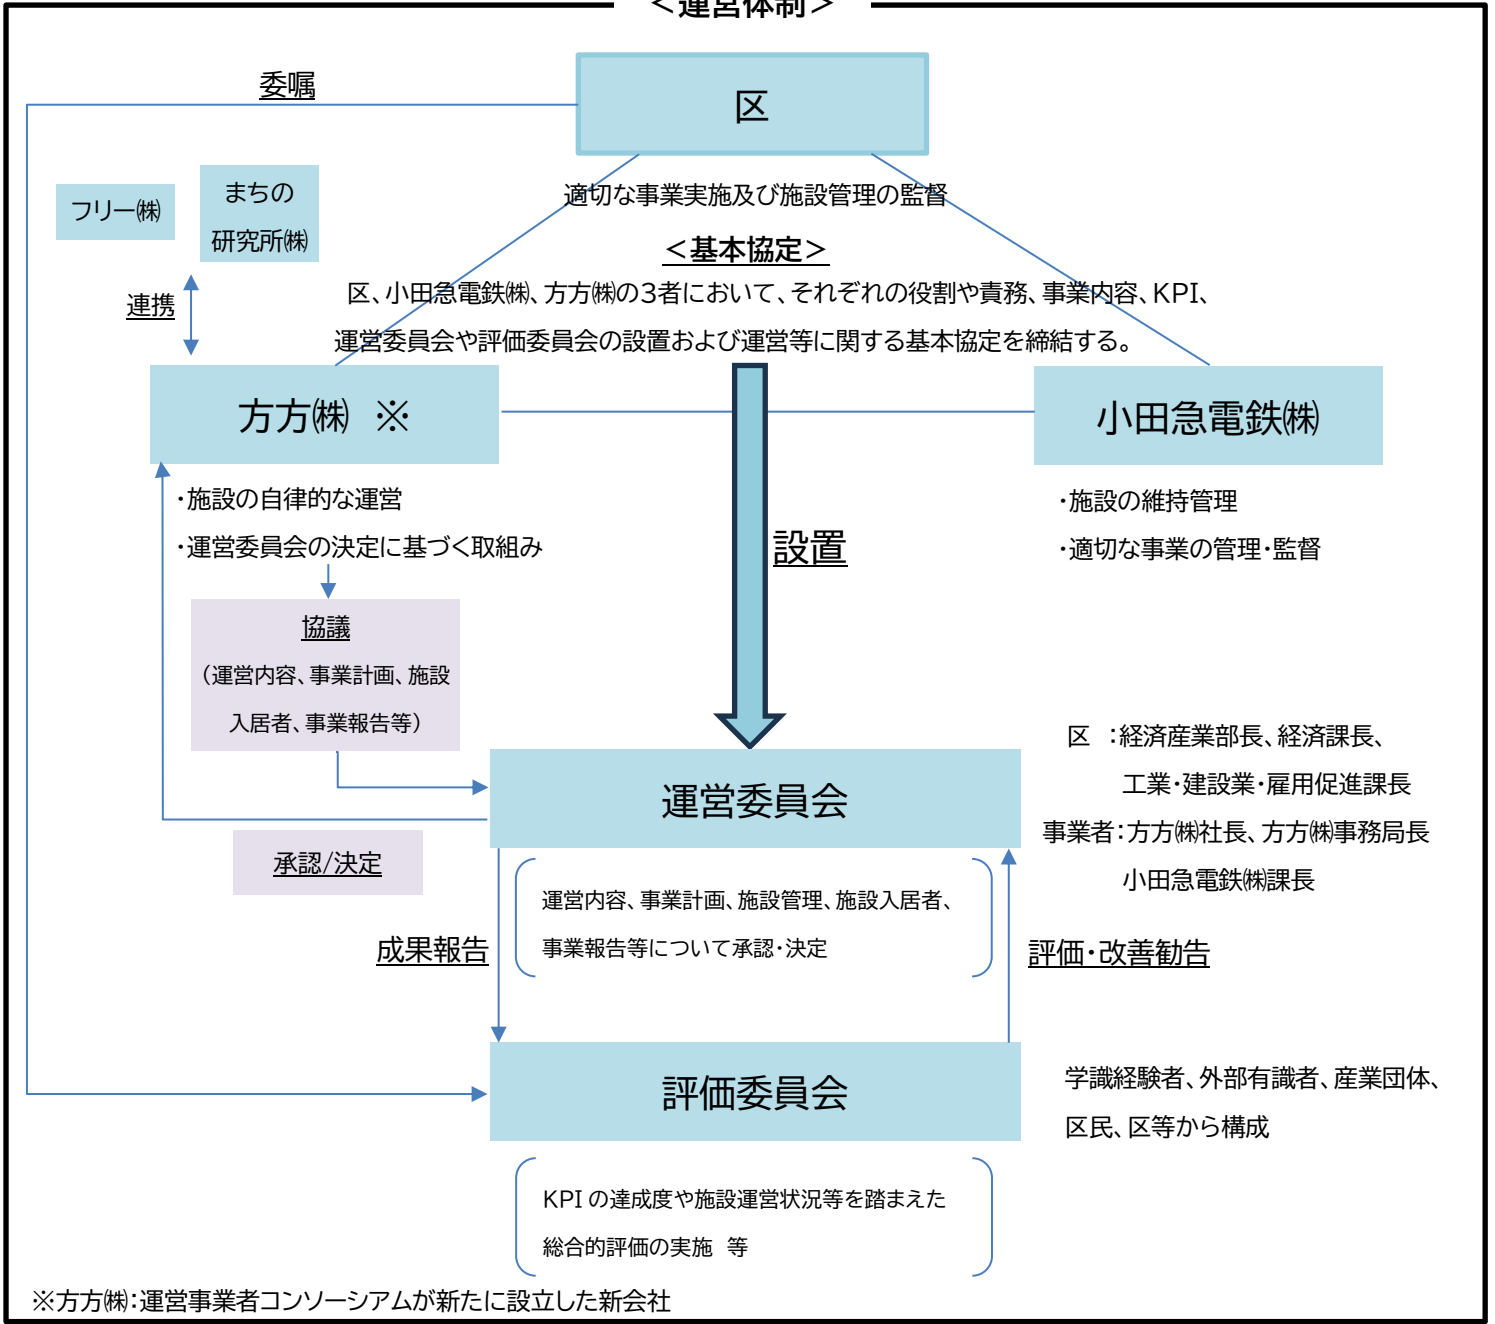 ＜運営体制＞
委嘱
区
フリー㈱
まちの
研究所㈱
適切な事業実施及び施設管理の監督
＜基本協定＞
連携
区、小田急電鉄㈱、方方㈱の３者において、それぞれの役割や責務、事業内容、KPI、
運営委員会や評価委員会の設置および運営等に関する基本協定を締結する。
方方㈱　※
小田急電鉄㈱
・施設の自律的な運営
・運営委員会の決定に基づく取組み
・施設の維持管理
・適切な事業の管理・監督
設置
協議
（運営内容、事業計画、施設
入居者、事業報告等）
運営委員会
区　：経済産業部長、経済課長、
工業・建設業・雇用促進課長
事業者：方方㈱社長、方方㈱事務局長
小田急電鉄㈱課長
承認/決定
運営内容、事業計画、施設管理、施設入居者、
事業報告等について承認・決定
成果報告
評価・改善勧告
評価委員会
学識経験者、外部有識者、産業団体、
区民、区等から構成
KPI の達成度や施設運営状況等を踏まえた
総合的評価の実施　等
※方方㈱：運営事業者コンソーシアムが新たに設立した新会社